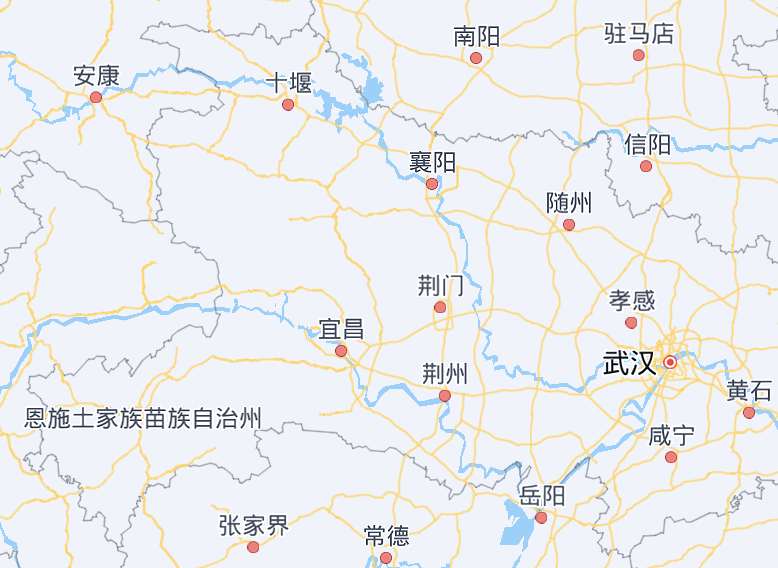 南阳
驻马店
安康
十堰
信阳
襄阳
随州
荆门
孝感
宜昌
武汉
荆州
黄石
恩施土家族苗族自治州
咸宁
岳阳
张家界
常德